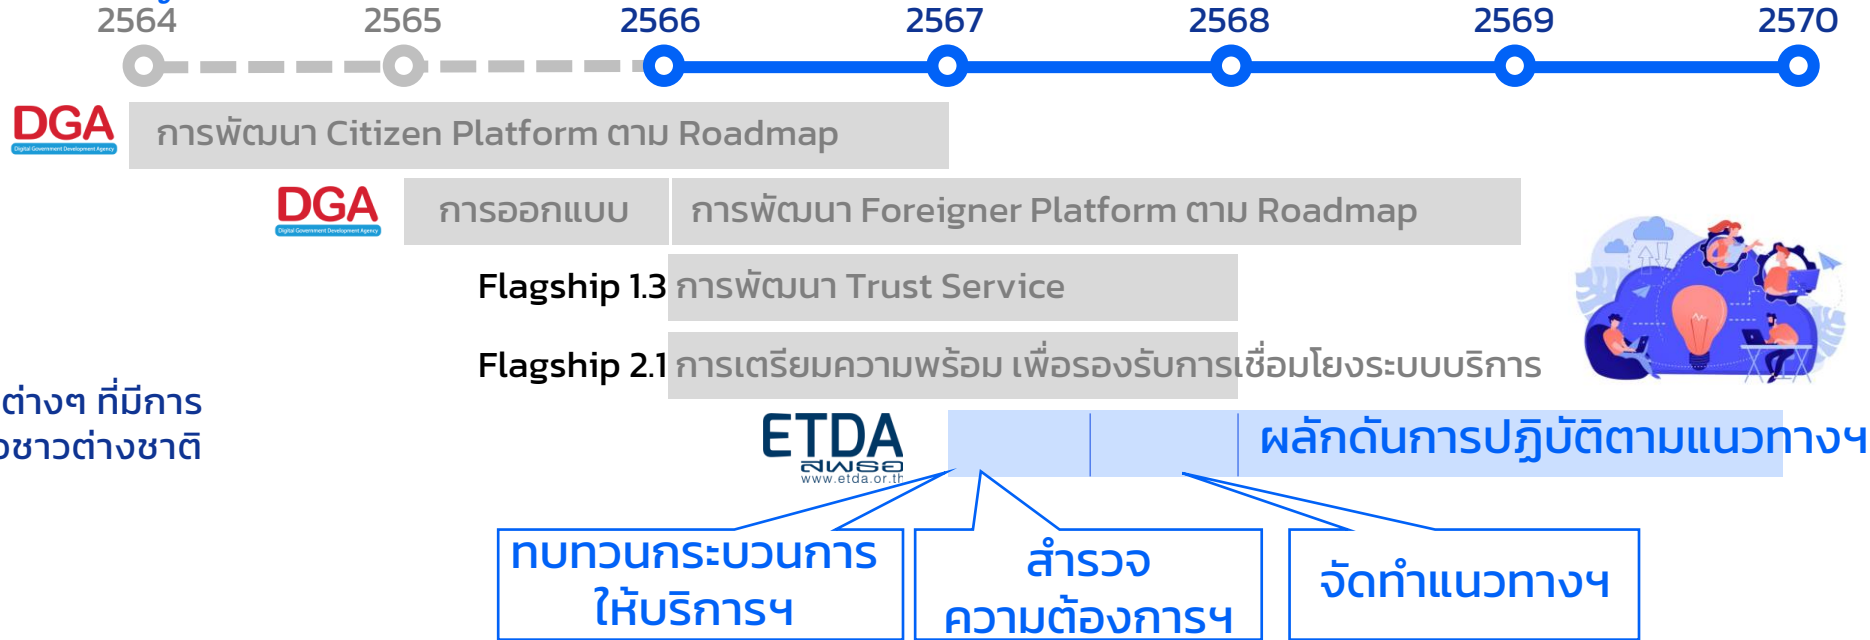 2564 2565 2566 2567 2568 2569 2570
DGA
Digital Government Development Agency
การพัฒนา Citizen Platform ตาม Roadmap
DGA
Digital Government Development Agency
การออกแบบ
การพัฒนา Foreigner Platform ตาม Roadmap
Flagship 1.3 การพัฒนา Trust Service
Flagship 2.1 การเตรียมความพร้อม เพื่อรองรับการเชื่อมโยงระบบบริการ
ต่างๆ ที่มีการ
ชาวต่างชาติ
ETDA
สพธอ
www.etda.or.th
ผลักดันการปฏิบัติตามแนวทางฯ
ทบทวนกระบวนการ
ให้บริการฯ
สำรวจ
ความต้องการฯ
จัดทำแนวทางฯ